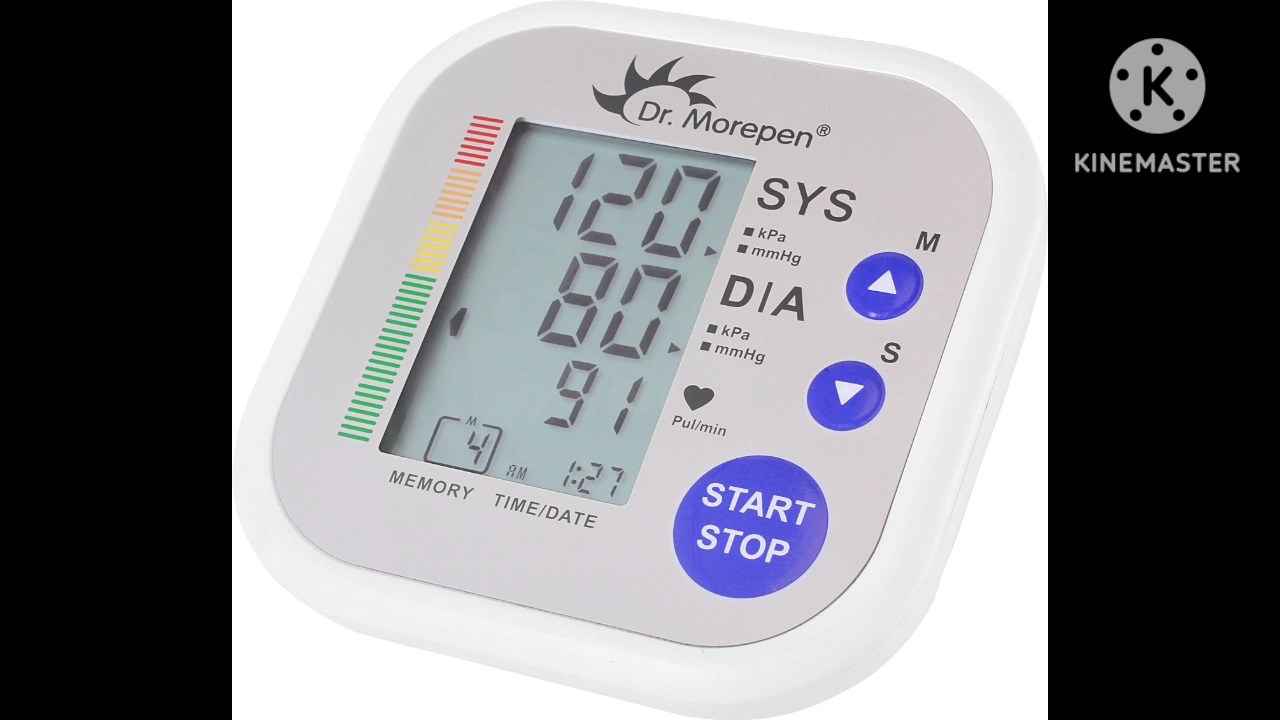 Dr. Morepen®
KINEMASTER
120
SYS
kPa
mmHg
M
80
DIA
kPa
mmHg
S
91
Pul/min
M
4
AM 1:27
MEMORY TIME/DATE
START
STOP